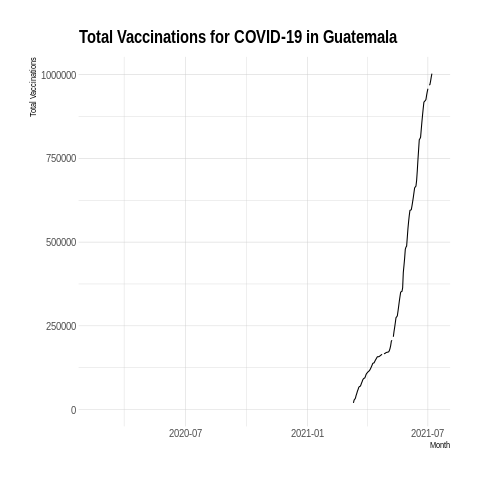 Total Vaccinations for COVID-19 in Guatemala
Total Vaccinations
1000000
750000
500000
250000
0
2020-07 2021-01 2021-07
Month